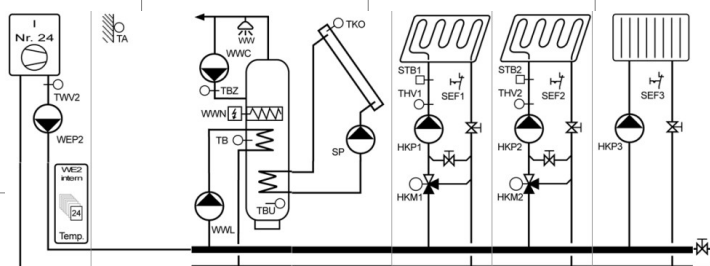 I
Nr. 24
TA
TWV2
WEP2
WE2
intern
24
Temp.
WW
WWC
TBZ
WWN
TB
TBU
WWL
TKO
SP
STB1
THV1
SEF1
HKP1
HKM1
STB2
THV2
SEF2
HKP2
HKM2
SEF3
HKP3